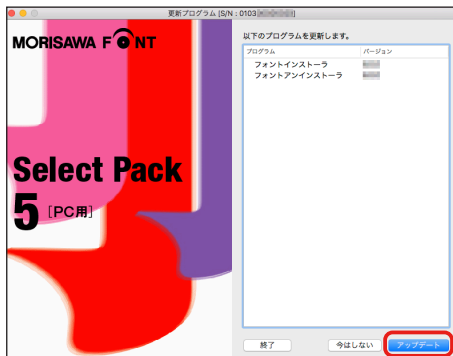 更新プログラム [S/N : 0103
MORISAWA FONT
Select Pack
5 [PC用]
以下のプログラムを更新します。
プログラム バージョン
フォントインストーラ
フォントアンインストーラ
終了 今はしない アップデート